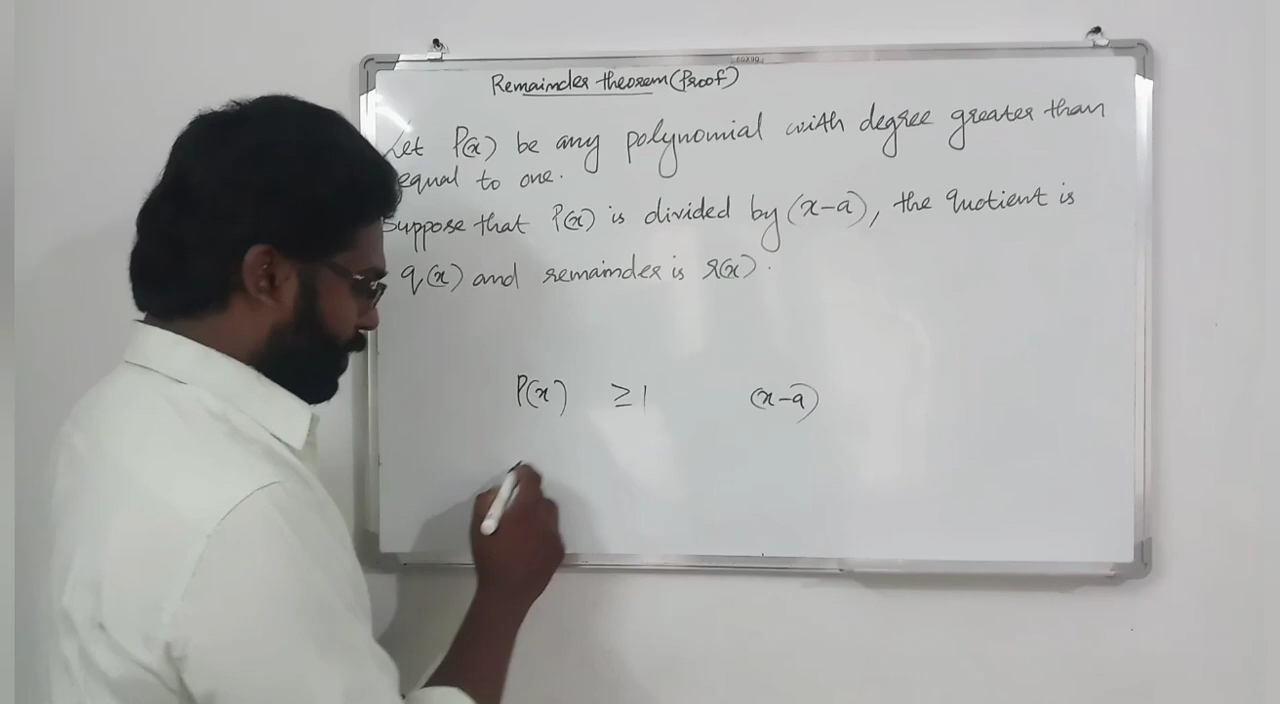 60x90
Remainder theorem (Proof)
Let P(x) be any polynomial with degree greater than
equal to one.
Suppose that P(x) is divided by (x-a), the quotient is
q(x) and remainder is r(x).
P(x) ≥1 (x-a)